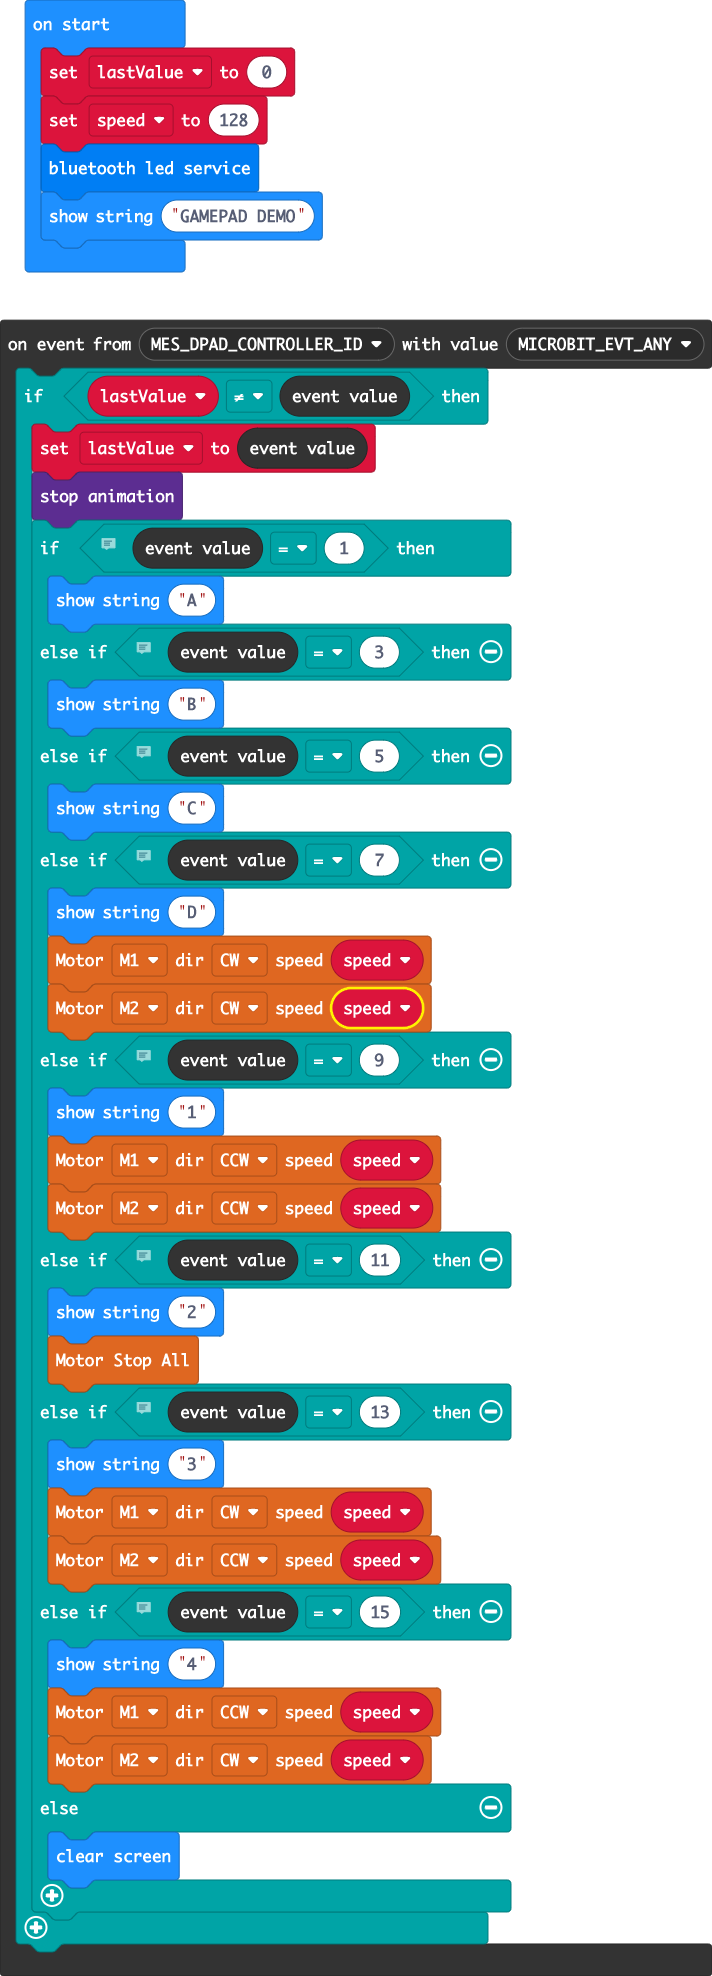 on start
set lastValue to 0
set speed to 128
bluetooth led service
show string "GAMEPAD DEMO"
on event from MES_DPAD_CONTROLLER_ID with value MICROBIT_EVT_ANY
if lastValue ≠ event value then
set lastValue to event value
stop animation
if event value = 1 then
show string "A"
else if event value = 3 then
show string "B"
else if event value = 5 then
show string "C"
else if event value = 7 then
show string "D"
Motor M1 dir CW speed speed
Motor M2 dir CW speed speed
else if event value = 9 then
show string "1"
Motor M1 dir CCW speed speed
Motor M2 dir CCW speed speed
else if event value = 11 then
show string "2"
Motor Stop All
else if event value = 13 then
show string "3"
Motor M1 dir CW speed speed
Motor M2 dir CCW speed speed
else if event value = 15 then
show string "4"
Motor M1 dir CCW speed speed
Motor M2 dir CW speed speed
else
clear screen